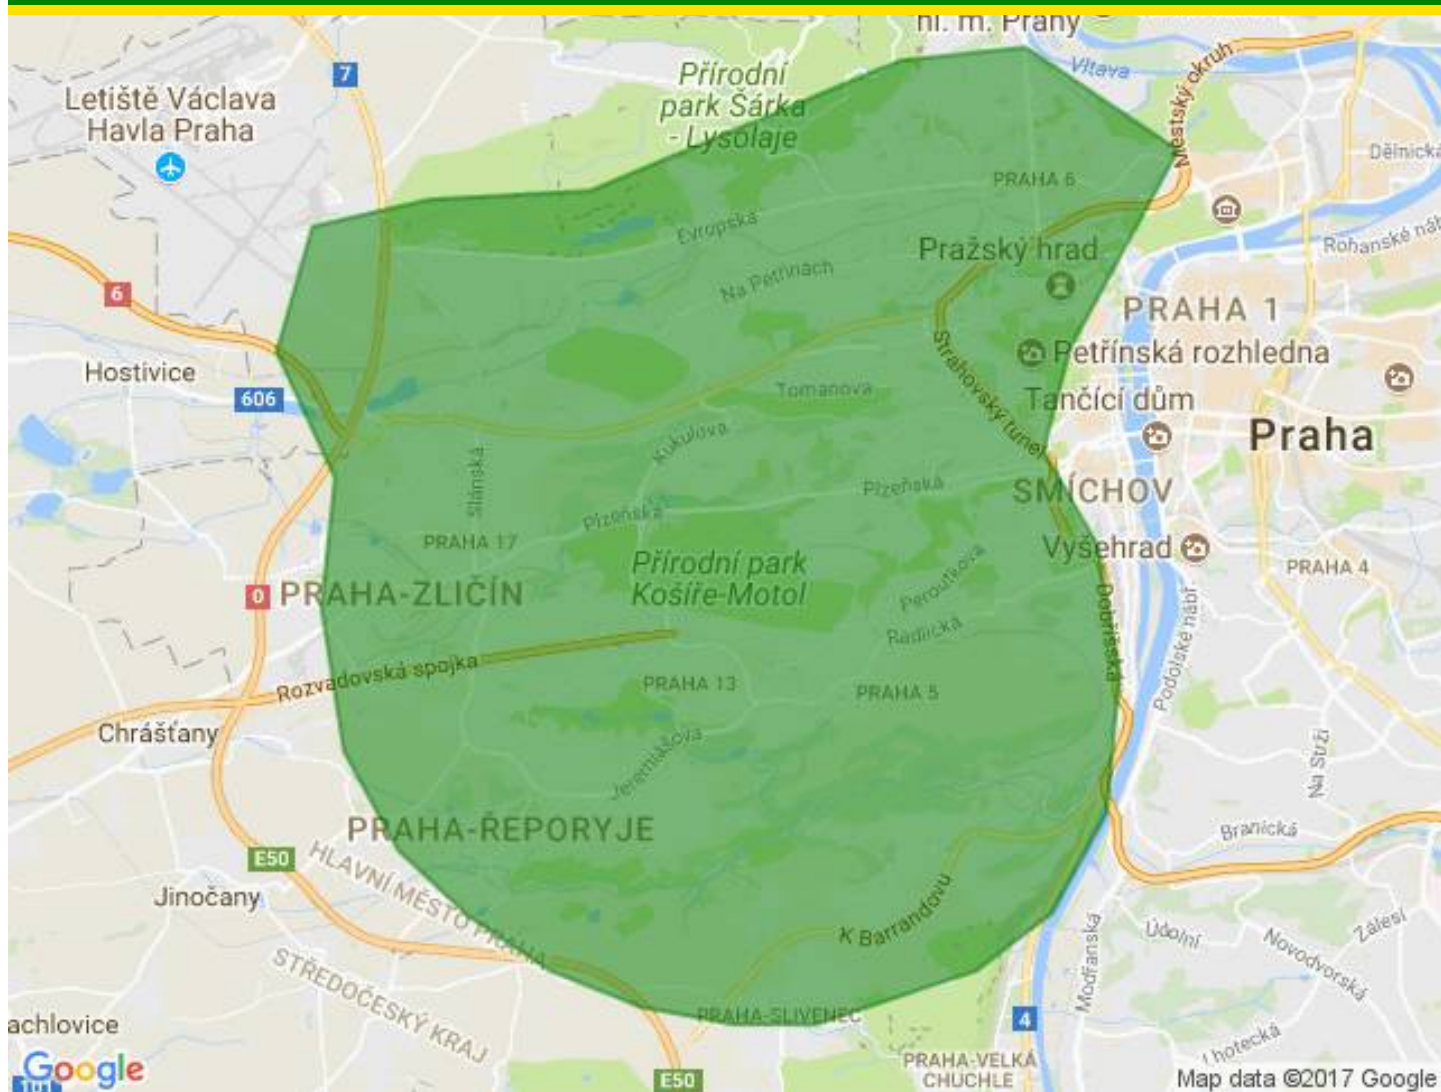 hl. m. Prahy
7
Vltava
Městský okruh
Letiště Václava
Havla Praha
Přírodní
park Šárka
- Lysolaje
Dělnická
PRAHA 6
Evropská
Pražský hrad
Rohanské náb
6
Na Petřinách
PRAHA 1
Hostivice
Strahovský tunel
Petřínská rozhledna
606
Tomanova
Tančící dům
Praha
Kukulova
Slánská
Plzeňská
Plzeňská
SMÍCHOV
PRAHA 17
Vyšehrad
Přírodní park
Košíře-Motol
PRAHA 4
0
PRAHA-ZLIČÍN
Peroutkova
Dobříšská
Podolské nábř
Radlická
Rozvadovská spojka
PRAHA 13
PRAHA 5
Chrášťany
Jeremiášova
Na Strži
PRAHA-ŘEPORYJE
Branická
E50
HLAVNÍ MĚSTO PRAHA
Jinočany
K Barrandovu
Modřanská
Údolní
Novodvorská
Zálesí
STŘEDOČESKÝ KRAJ
achlovice
PRAHA-SLIVENEC
4
Lhotecká
Google
E50
PRAHA-VELKÁ
CHUCHLE
Map data ©2017 Google